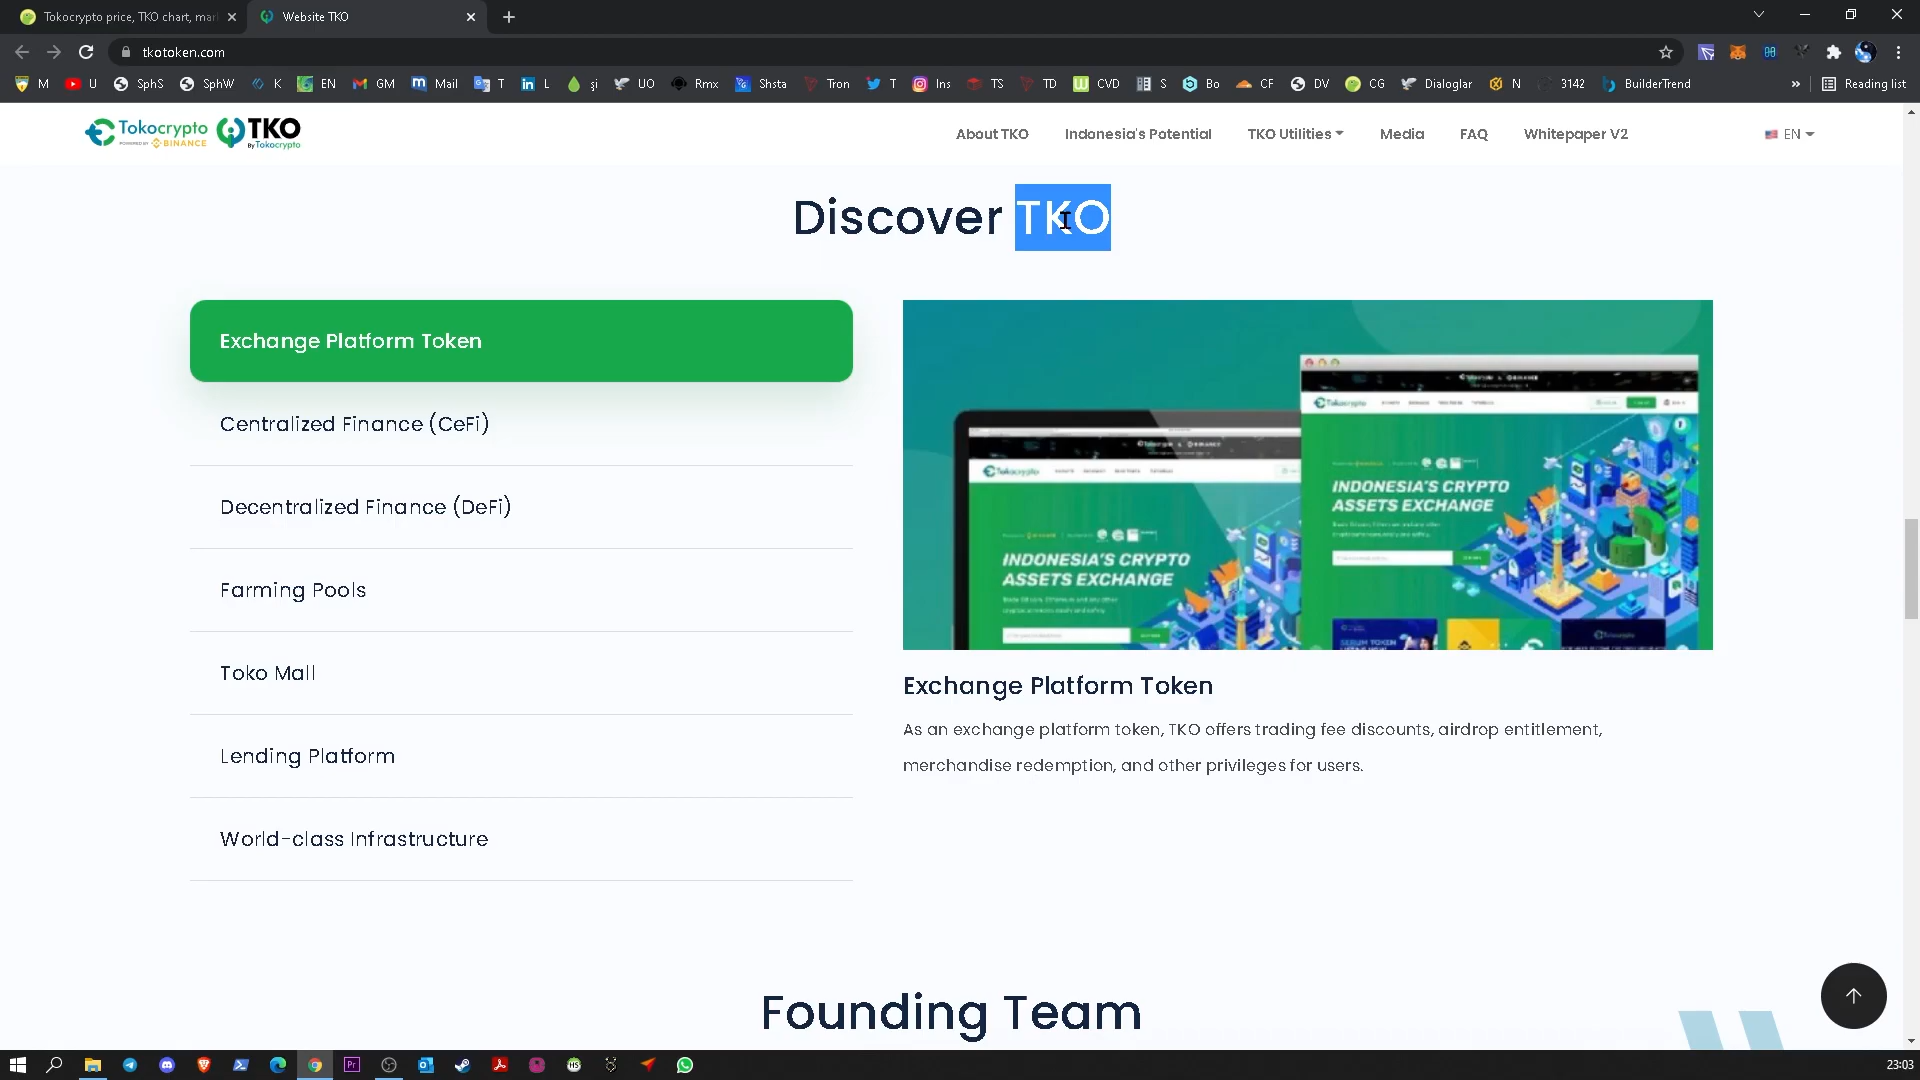 Tokocrypto price, TKO chart, mar
Website TKO
tkotoken.com
M
U
SphS
SphW
K
EN
GM
Mail
T
L
şi
UO
Rmx
Shsta
Tron
T
Ins
TS
TD
CVD
S
Bo
CF
DV
CG
Dialoglar
N
3142
BuilderTrend
»
Reading list
Tokocrypto
POWERED BY BINANCE
TKO
By Tokocrypto
About TKO
Indonesia's Potential
TKO Utilities
Media
FAQ
Whitepaper V2
EN
Discover TKO
Exchange Platform Token
Centralized Finance (CeFi)
Decentralized Finance (DeFi)
Farming Pools
Toko Mall
Lending Platform
World-class Infrastructure
Tokocrypto
INDONESIA'S CRYPTO
ASSETS EXCHANGE
Tokocrypto
INDONESIA'S CRYPTO
ASSETS EXCHANGE
Exchange Platform Token
As an exchange platform token, TKO offers trading fee discounts, airdrop entitlement,
merchandise redemption, and other privileges for users.
Founding Team
23:03